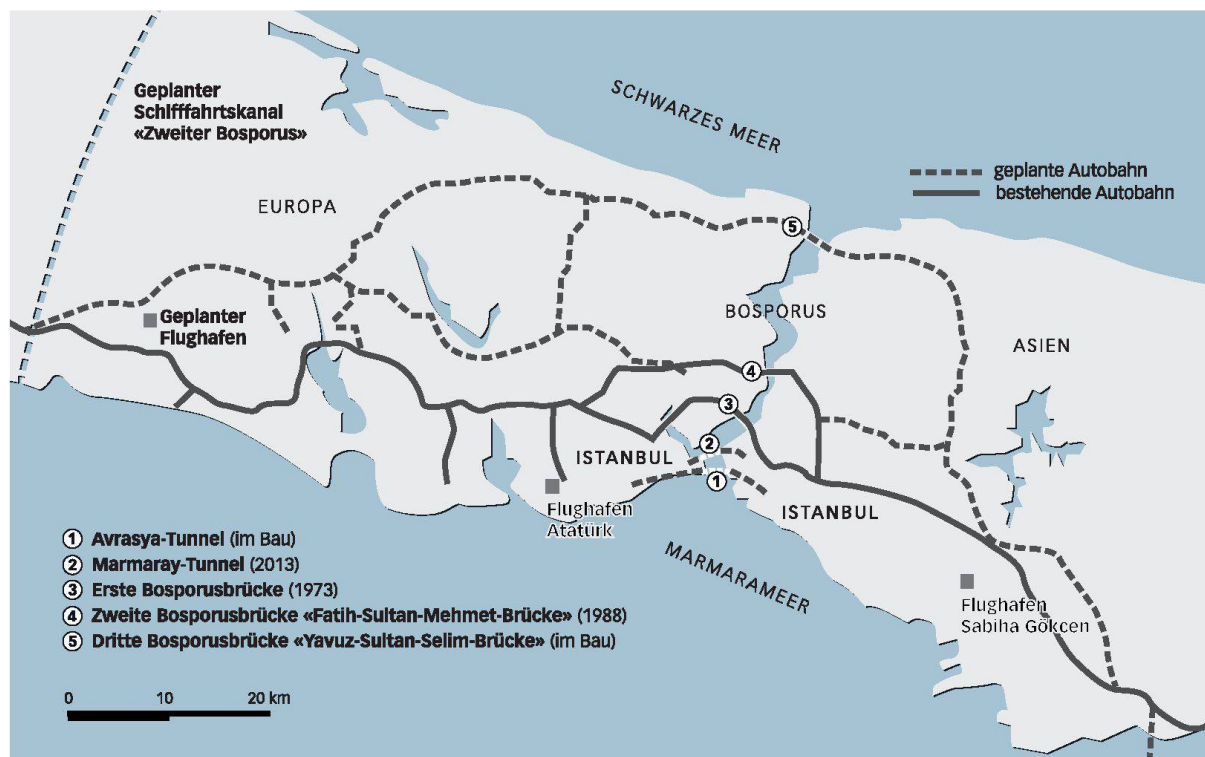 Geplanter
Schifffahrtskanal
«Zweiter Bosporus»
SCHWARZES MEER
geplante Autobahn
bestehende Autobahn
EUROPA
5
BOSPORUS
Geplanter
Flughafen
ASIEN
4
3
2
ISTANBUL
1
Flughafen
Atatürk
ISTANBUL
MARMARAMEER
Flughafen
Sabiha Gökcen
1 Avrasya-Tunnel (im Bau)
2 Marmaray-Tunnel (2013)
3 Erste Bosporusbrücke (1973)
4 Zweite Bosporusbrücke «Fatih-Sultan-Mehmet-Brücke» (1988)
5 Dritte Bosporusbrücke «Yavuz-Sultan-Selim-Brücke» (im Bau)
0 10 20 km